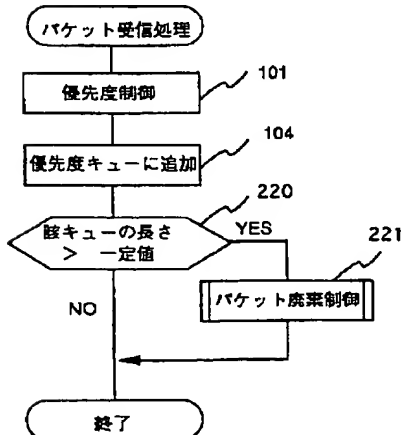 パケット受信処理
101
優先度制御
104
優先度キューに追加
220
該キューの長さ
> 一定値
YES
221
パケット廃棄制御
NO
終了